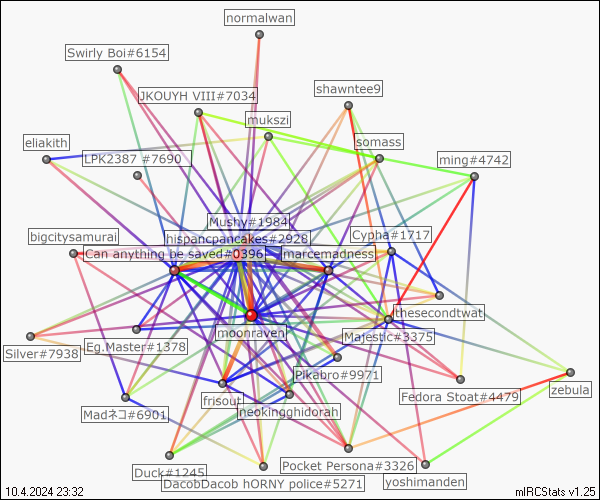 normalwan
Swirly Boi#6154
shawntee9
JKOUYH VIII#7034
mukszi
somass
eliakith
LPK2387 #7690
ming#4742
Mushy#1984
bigcitysamurai
hispancpancakes#2928
Cypha#1717
Can anything be saved#0396
marcemadness
thesecondtwat
moonraven
Majestic#3375
Silver#7938
Eg.Master#1378
Pikabro#9971
zebula
frisout
Fedora Stoat#4479
Madネコ#6901
neokingghidorah
Duck#1245
Pocket Persona#3326
DacobDacob hORNY police#5271
yoshimanden
10.4.2024 23:32
mIRCStats v1.25